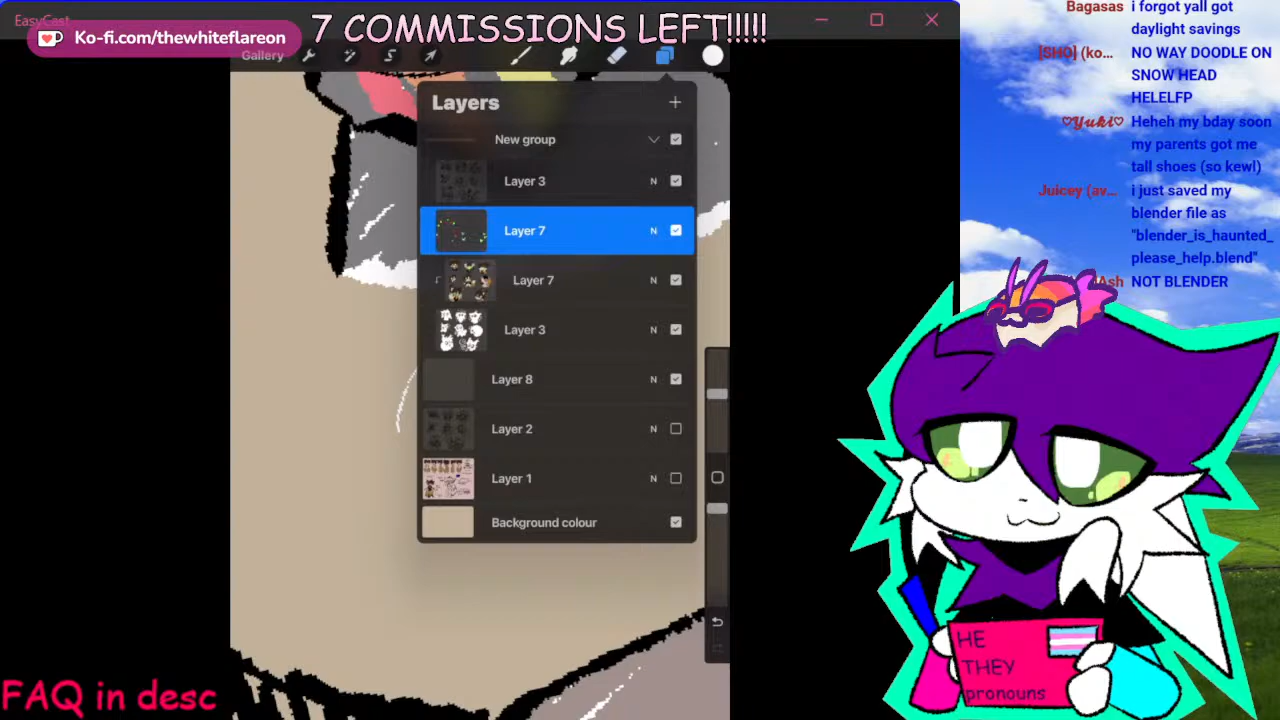 EasyCast
Ko-fi.com/thewhiteflareon
7 COMMISSIONS LEFT!!!!!
Gallery
Layers
New group
Layer 3
N
Layer 7
N
Layer 7
N
Layer 3
N
Layer 8
N
Layer 2
N
Layer 1
N
Background colour
Bagasas i forgot yall got
daylight savings
[SHO] (ko... NO WAY DOODLE ON
SNOW HEAD
HELELFP
♡𝓨𝓾𝓴𝓲♡ Heheh my bday soon
my parents got me
tall shoes (so kewl)
Juicey (av... i just saved my
blender file as
"blender_is_haunted_
please_help.blend"
Ash NOT BLENDER
HE
THEY
pronouns
FAQ in desc